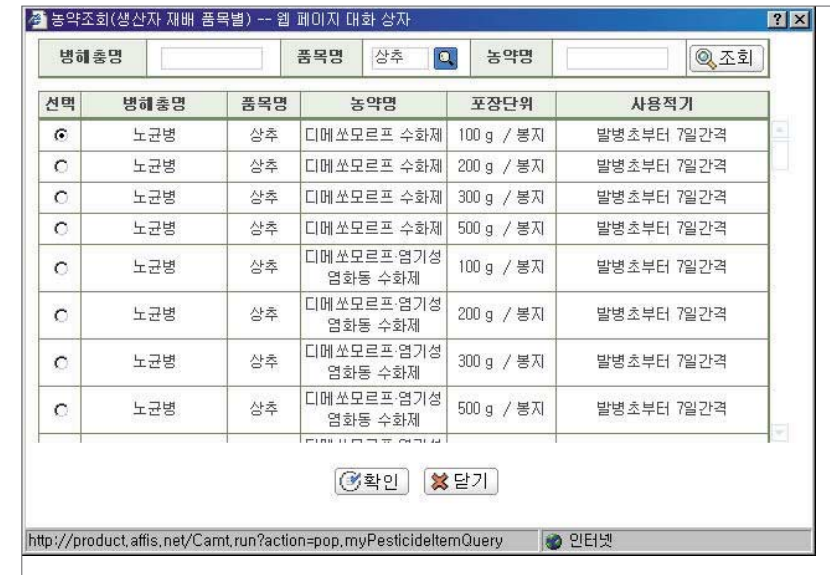 농약조회(생산자 재배 품목별) -- 웹 페이지 대화 상자
병해충명 품목명 상추 농약명 조회
선택 병해충명 품목명 농약명 포장단위 사용적기
노균병 상추 디메쏘모르프 수화제 100 g / 봉지 발병초부터 7일간격
노균병 상추 디메쏘모르프 수화제 200 g / 봉지 발병초부터 7일간격
노균병 상추 디메쏘모르프 수화제 300 g / 봉지 발병초부터 7일간격
노균병 상추 디메쏘모르프 수화제 500 g / 봉지 발병초부터 7일간격
노균병 상추 디메쏘모르프·염기성
염화동 수화제 100 g / 봉지 발병초부터 7일간격
노균병 상추 디메쏘모르프·염기성
염화동 수화제 200 g / 봉지 발병초부터 7일간격
노균병 상추 디메쏘모르프·염기성
염화동 수화제 300 g / 봉지 발병초부터 7일간격
노균병 상추 디메쏘모르프·염기성
염화동 수화제 500 g / 봉지 발병초부터 7일간격
확인 닫기
http://product,affis,net/Camt,run?action=pop,myPesticideItemQuery 인터넷